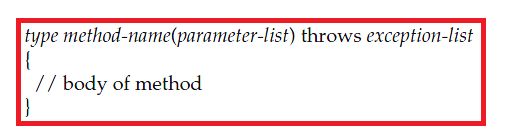 type method-name(parameter-list) throws exception-list
{
// body of method
}